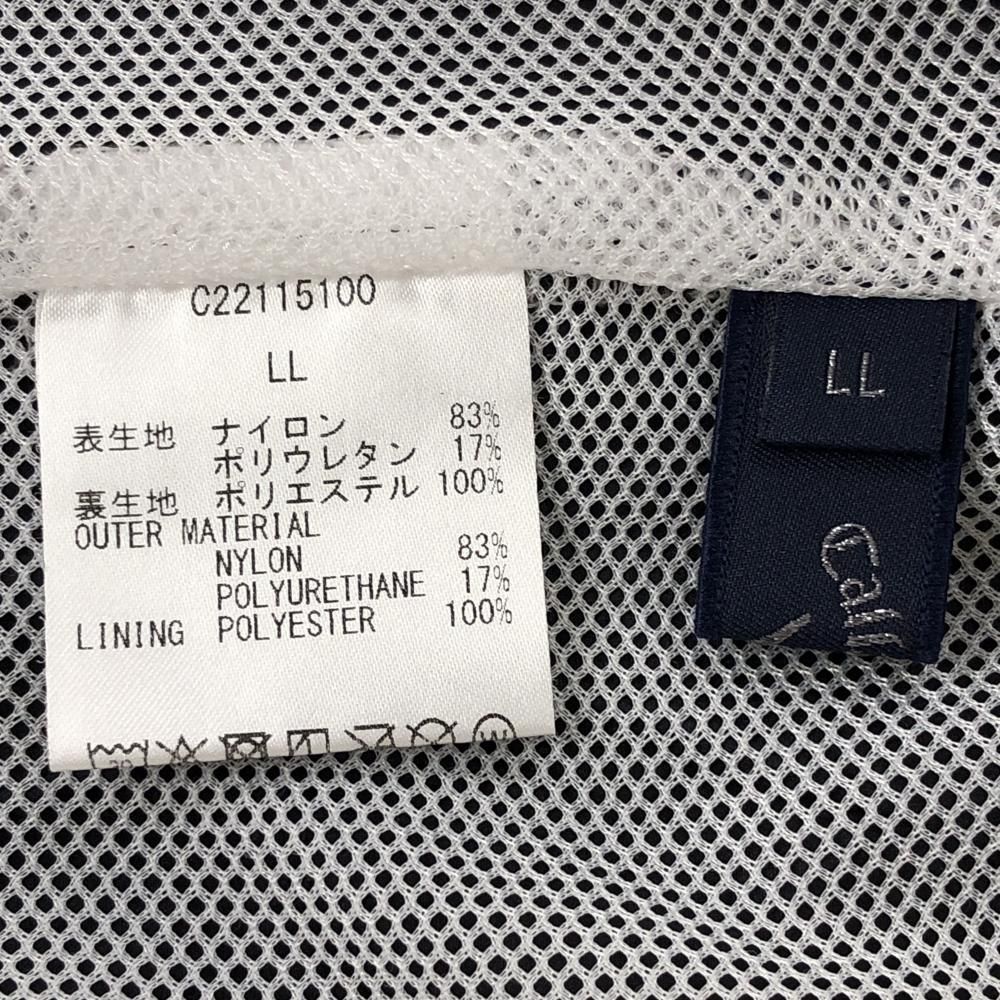 C22115100
LL
表生地 ナイロン 83%
ポリウレタン 17%
裏生地 ポリエステル 100%
OUTER MATERIAL
NYLON 83%
POLYURETHANE 17%
LINING POLYESTER 100%
W
LL